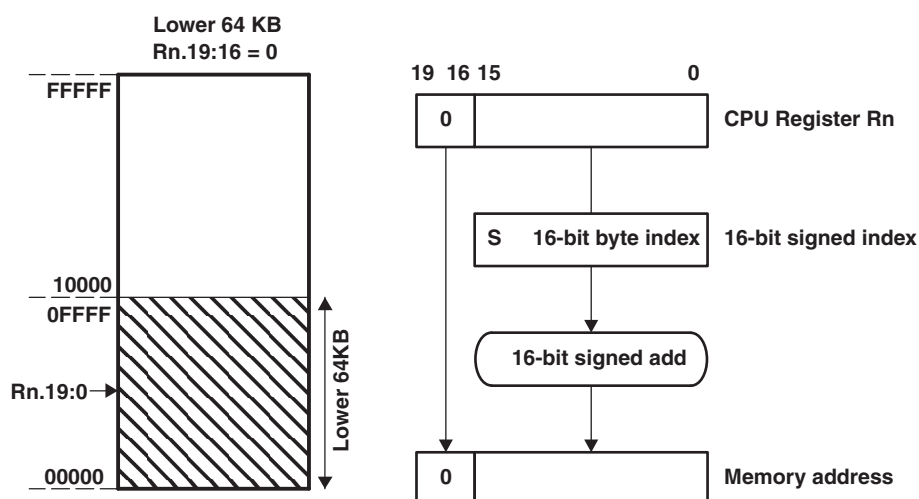 Lower 64 KB
Rn.19:16 = 0
FFFFF
10000
0FFFF
Rn.19:0
00000
Lower 64KB
19 16 15 0
0
CPU Register Rn
S 16-bit byte index
16-bit signed index
16-bit signed add
0
Memory address